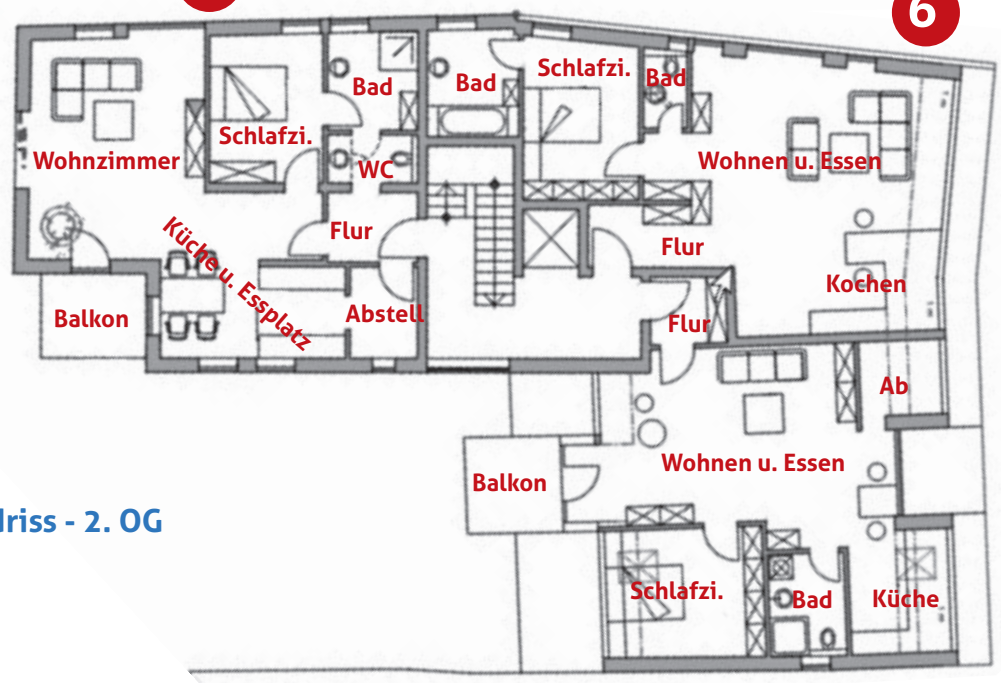 6
Schlafzi.
Bad
Bad
Bad
Schlafzi.
Wohnzimmer
WC
Wohnen u. Essen
Küche u. Essplatz
Flur
Flur
Kochen
Balkon
Abstell
Flur
Ab
Wohnen u. Essen
Balkon
driss - 2. OG
Schlafzi.
Bad
Küche